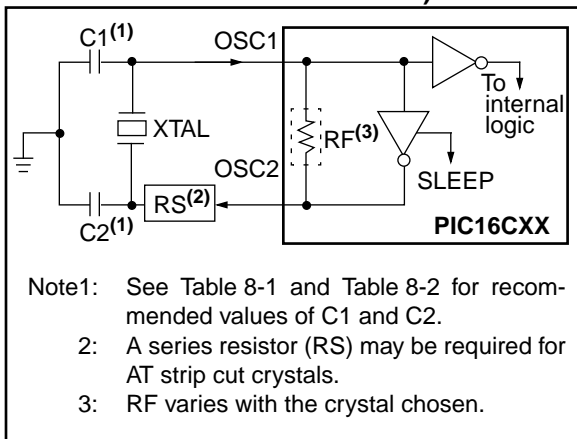 C1(1)
OSC1
To
internal
logic
XTAL
RF(3)
OSC2
SLEEP
RS(2)
C2(1)
PIC16CXX
Note1: See Table 8-1 and Table 8-2 for recom-
mended values of C1 and C2.
2: A series resistor (RS) may be required for
AT strip cut crystals.
3: RF varies with the crystal chosen.